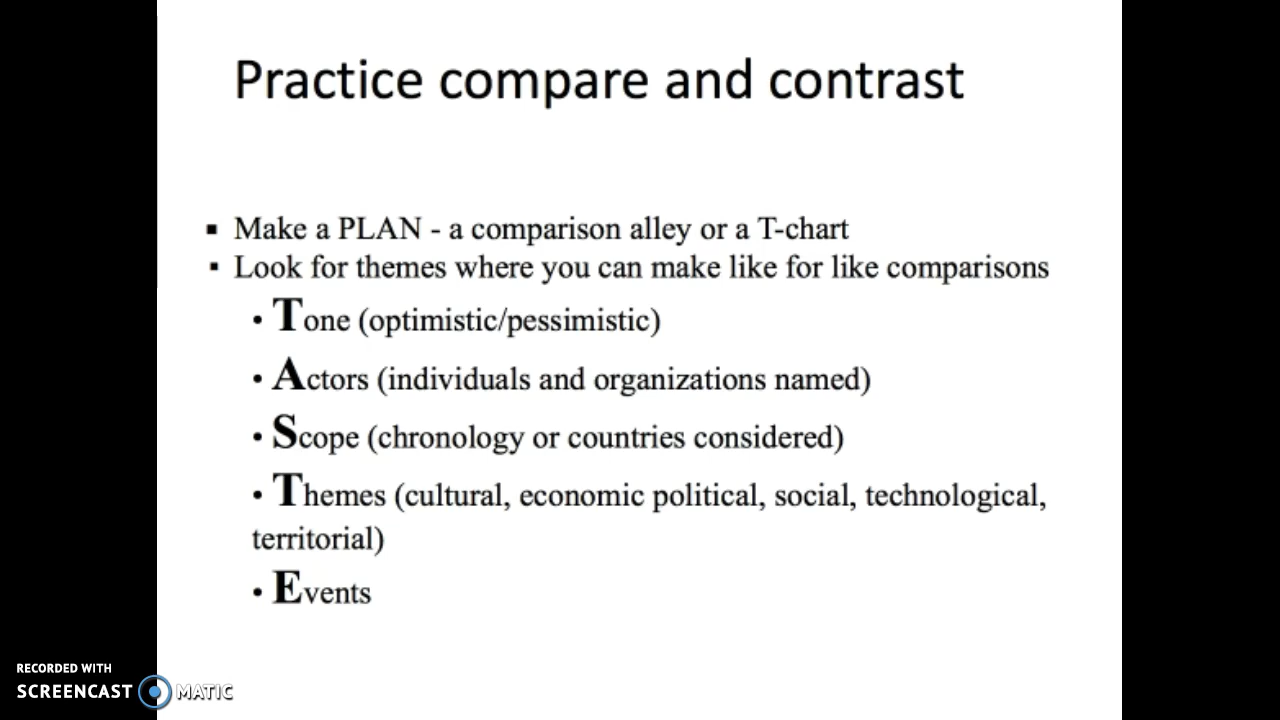 Practice compare and contrast
▪ Make a PLAN - a comparison alley or a T-chart
▪ Look for themes where you can make like for like comparisons
• Tone (optimistic/pessimistic)
• Actors (individuals and organizations named)
• Scope (chronology or countries considered)
• Themes (cultural, economic political, social, technological,
territorial)
• Events
RECORDED WITH
SCREENCAST MATIC